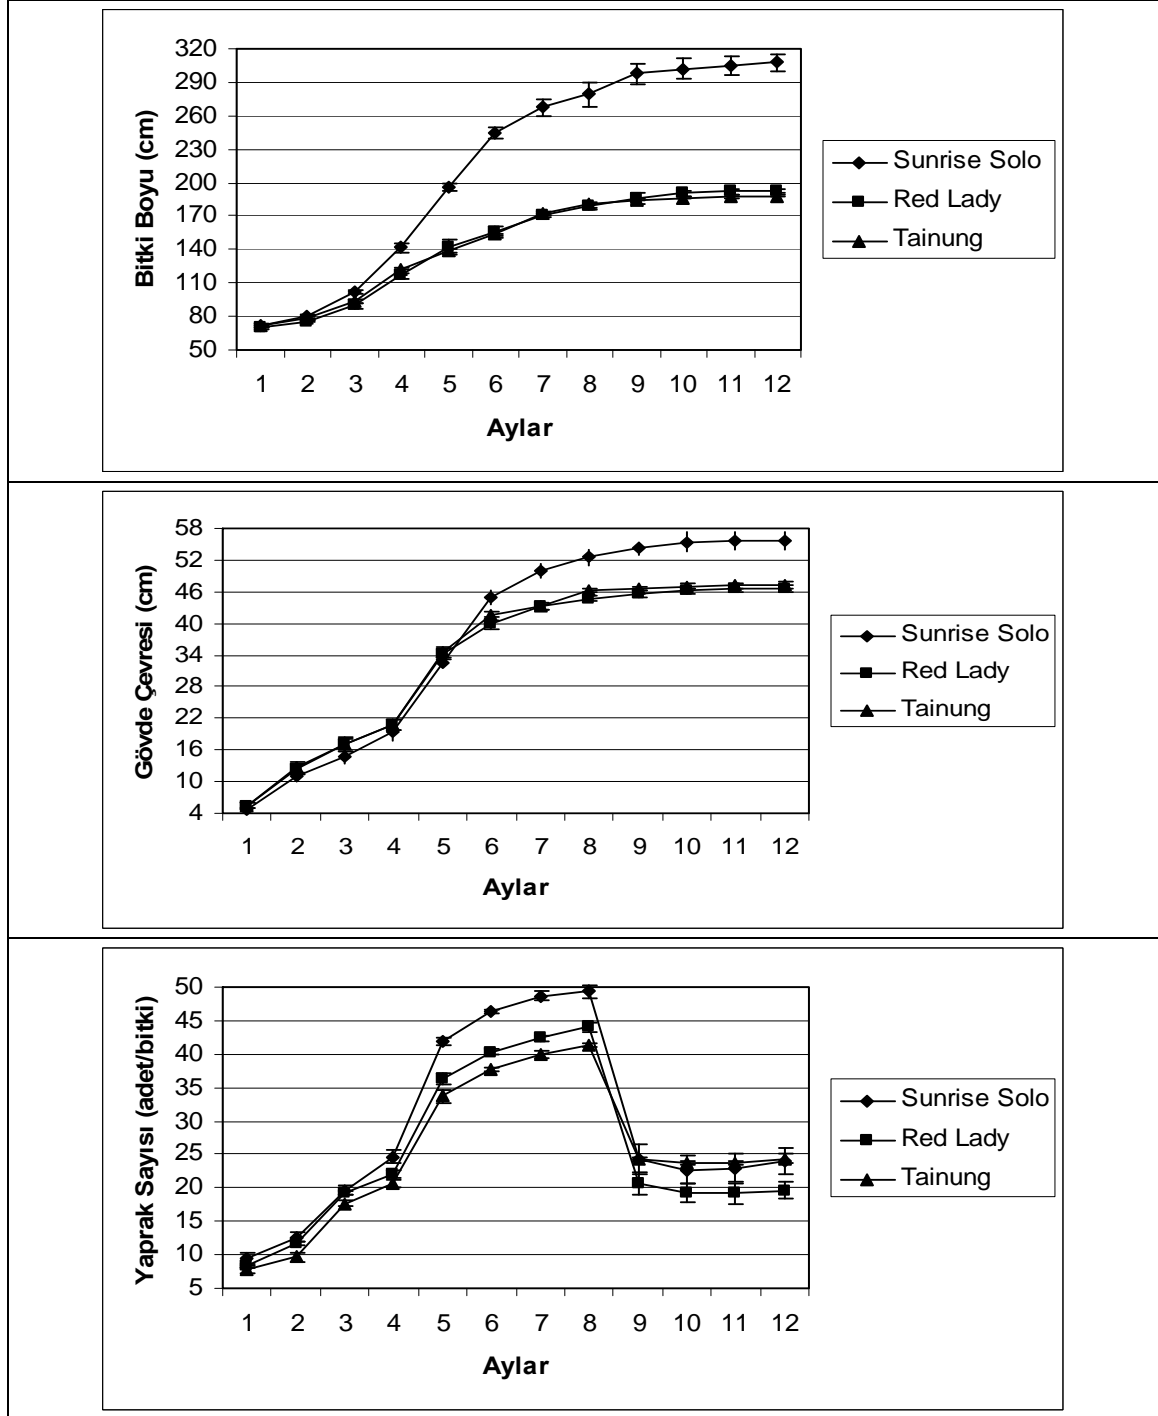 Bitki Boyu (cm)
320
290
260
230
200
170
140
110
80
50
1 2 3 4 5 6 7 8 9 10 11 12
Aylar
Sunrise Solo
Red Lady
Tainung
Gövde Çevresi (cm)
58
52
46
40
34
28
22
16
10
4
1 2 3 4 5 6 7 8 9 10 11 12
Aylar
Sunrise Solo
Red Lady
Tainung
Yaprak Sayısı (adet/bitki)
50
45
40
35
30
25
20
15
10
5
1 2 3 4 5 6 7 8 9 10 11 12
Aylar
Sunrise Solo
Red Lady
Tainung